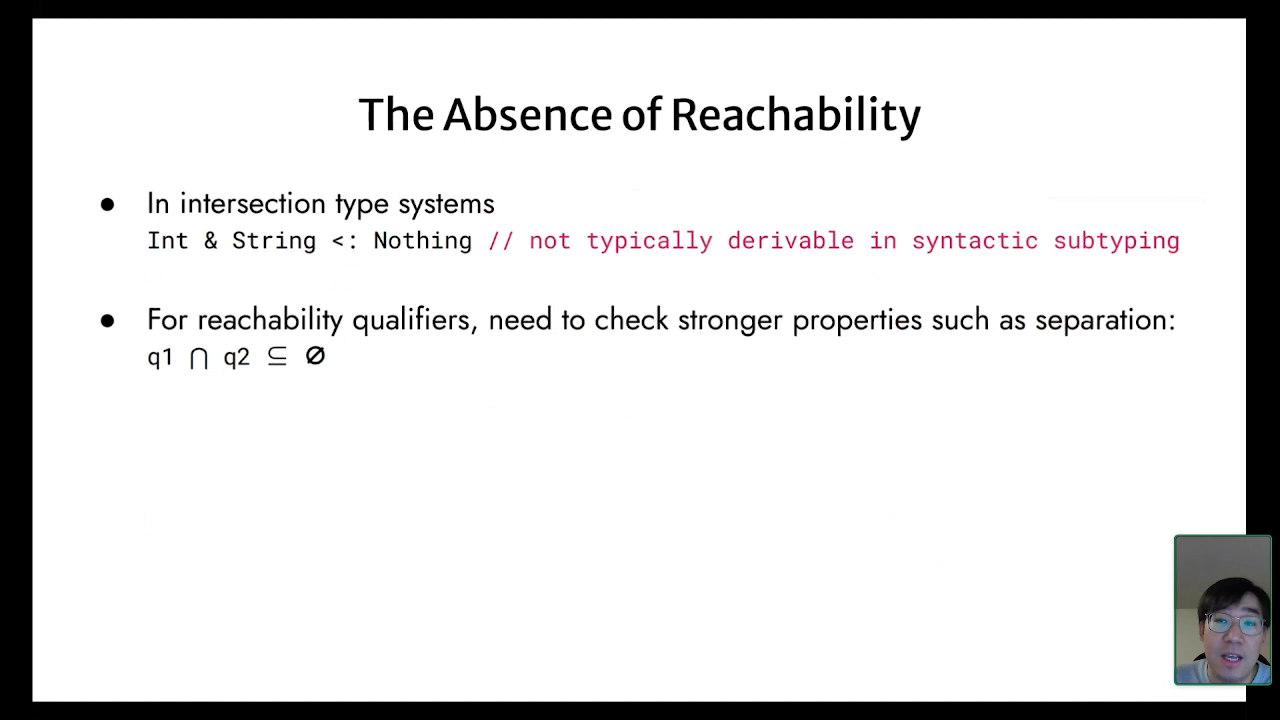 The Absence of Reachability
● In intersection type systems
Int & String <: Nothing // not typically derivable in syntactic subtyping
● For reachability qualifiers, need to check stronger properties such as separation:
q1 ⋂ q2 ⊆ ∅